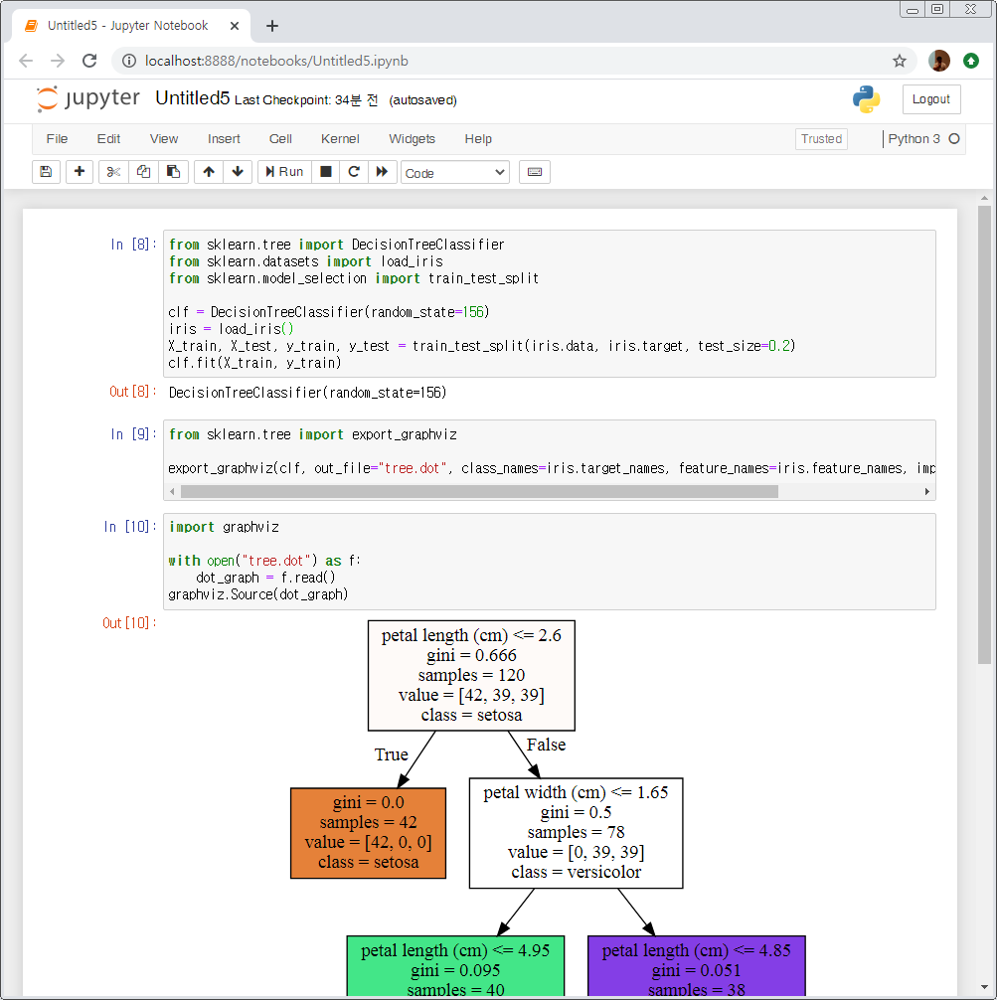 Untitled5 - Jupyter Notebook
localhost:8888/notebooks/Untitled5.ipynb
jupyter Untitled5 Last Checkpoint: 34분 전 (autosaved)
Logout
File Edit View Insert Cell Kernel Widgets Help Trusted Python 3
Run Code
In [8]: from sklearn.tree import DecisionTreeClassifier
from sklearn.datasets import load_iris
from sklearn.model_selection import train_test_split
clf = DecisionTreeClassifier(random_state=156)
iris = load_iris()
X_train, X_test, y_train, y_test = train_test_split(iris.data, iris.target, test_size=0.2)
clf.fit(X_train, y_train)
Out[8]: DecisionTreeClassifier(random_state=156)
In [9]: from sklearn.tree import export_graphviz
export_graphviz(clf, out_file="tree.dot", class_names=iris.target_names, feature_names=iris.feature_names, imp
In [10]: import graphviz
with open("tree.dot") as f:
dot_graph = f.read()
graphviz.Source(dot_graph)
Out[10]:
petal length (cm) <= 2.6
gini = 0.666
samples = 120
value = [42, 39, 39]
class = setosa
True
False
gini = 0.0
samples = 42
value = [42, 0, 0]
class = setosa
petal width (cm) <= 1.65
gini = 0.5
samples = 78
value = [0, 39, 39]
class = versicolor
petal length (cm) <= 4.95
gini = 0.095
samples = 40
petal length (cm) <= 4.85
gini = 0.051
samples = 38